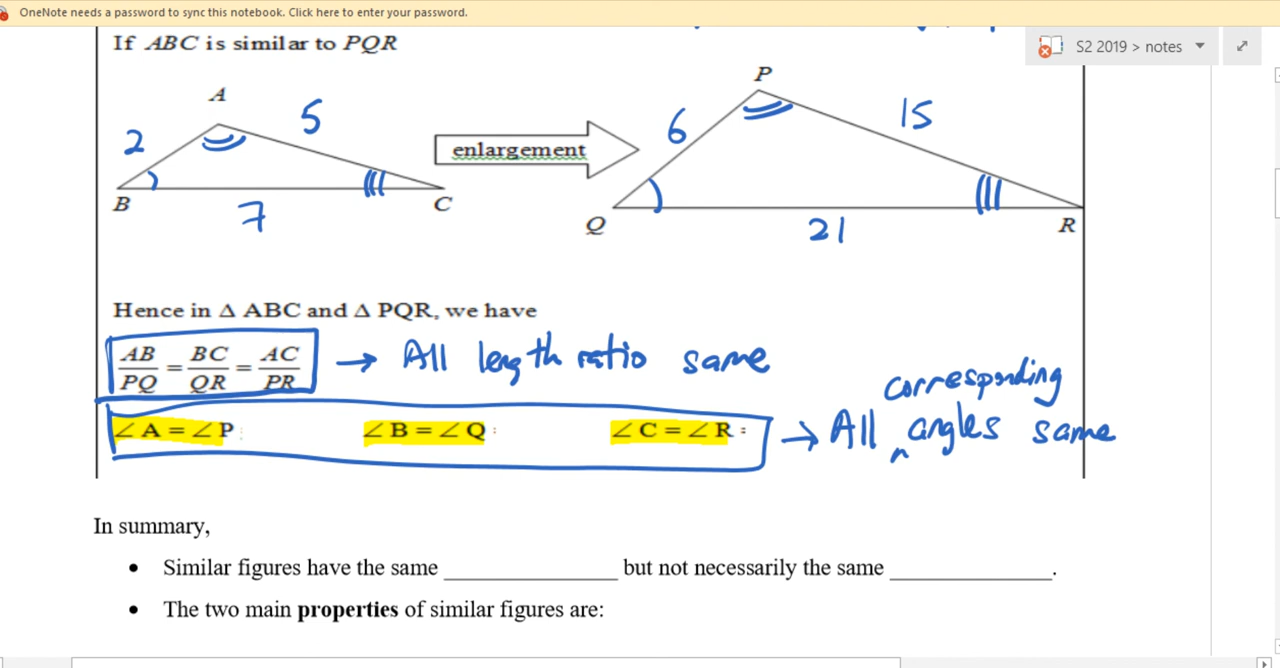 OneNote needs a password to sync this notebook. Click here to enter your password.
If ABC is similar to PQR
S2 2019 > notes
A
P
2
5
6
15
enlargement
B
7
C
Q
21
R
Hence in Δ ABC and Δ PQR, we have
AB/PQ = BC/QR = AC/PR → All length ratio same
∠A = ∠P : ∠B = ∠Q : ∠C = ∠R : → All corresponding angles same
In summary,
• Similar figures have the same ____________ but not necessarily the same ____________.
• The two main properties of similar figures are: